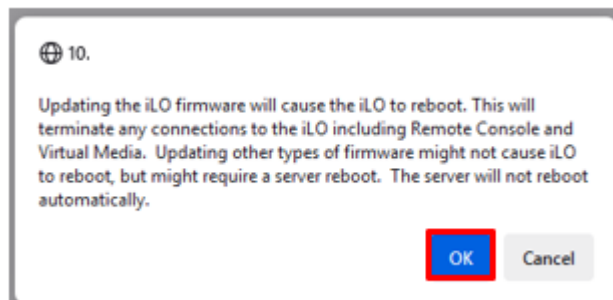 10.
Updating the iLO firmware will cause the iLO to reboot. This will
terminate any connections to the iLO including Remote Console and
Virtual Media.  Updating other types of firmware might not cause iLO
to reboot, but might require a server reboot.  The server will not reboot
automatically.
OK
Cancel